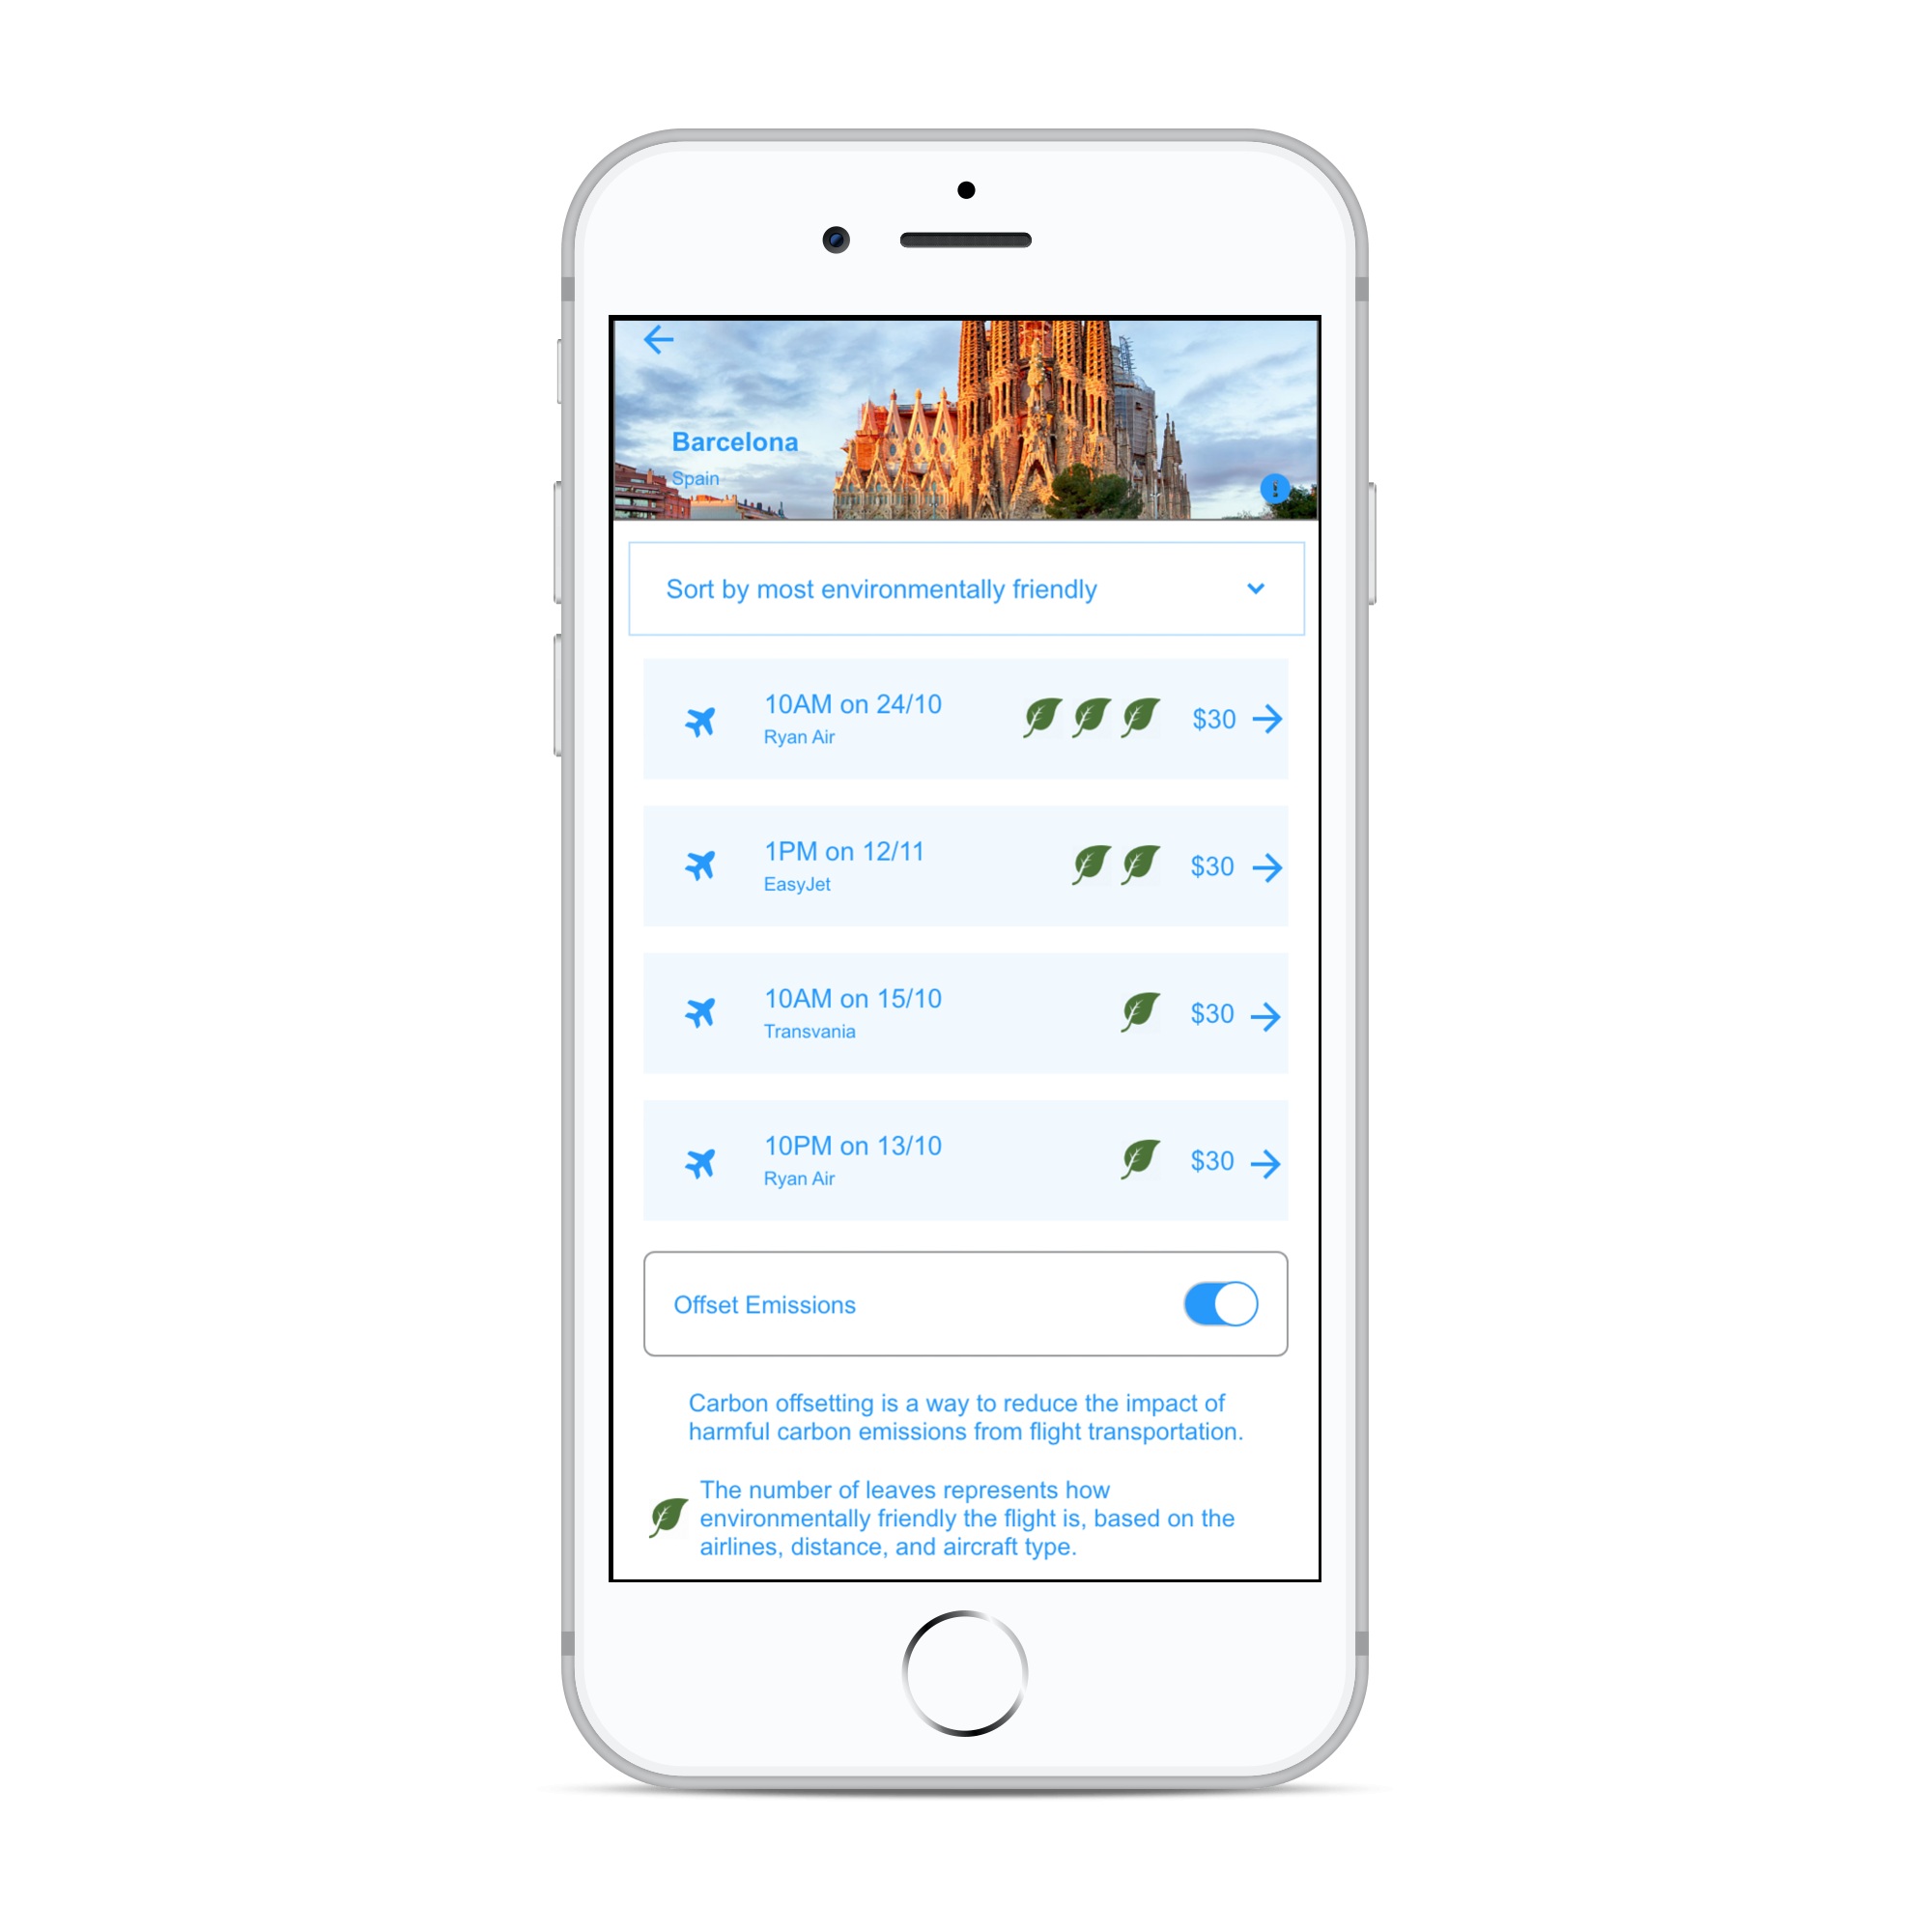 Barcelona
Spain
Sort by most environmentally friendly
10AM on 24/10
Ryan Air
$30
1PM on 12/11
EasyJet
$30
10AM on 15/10
Transvania
$30
10PM on 13/10
Ryan Air
$30
Offset Emissions
Carbon offsetting is a way to reduce the impact of
harmful carbon emissions from flight transportation.
The number of leaves represents how
environmentally friendly the flight is, based on the
airlines, distance, and aircraft type.